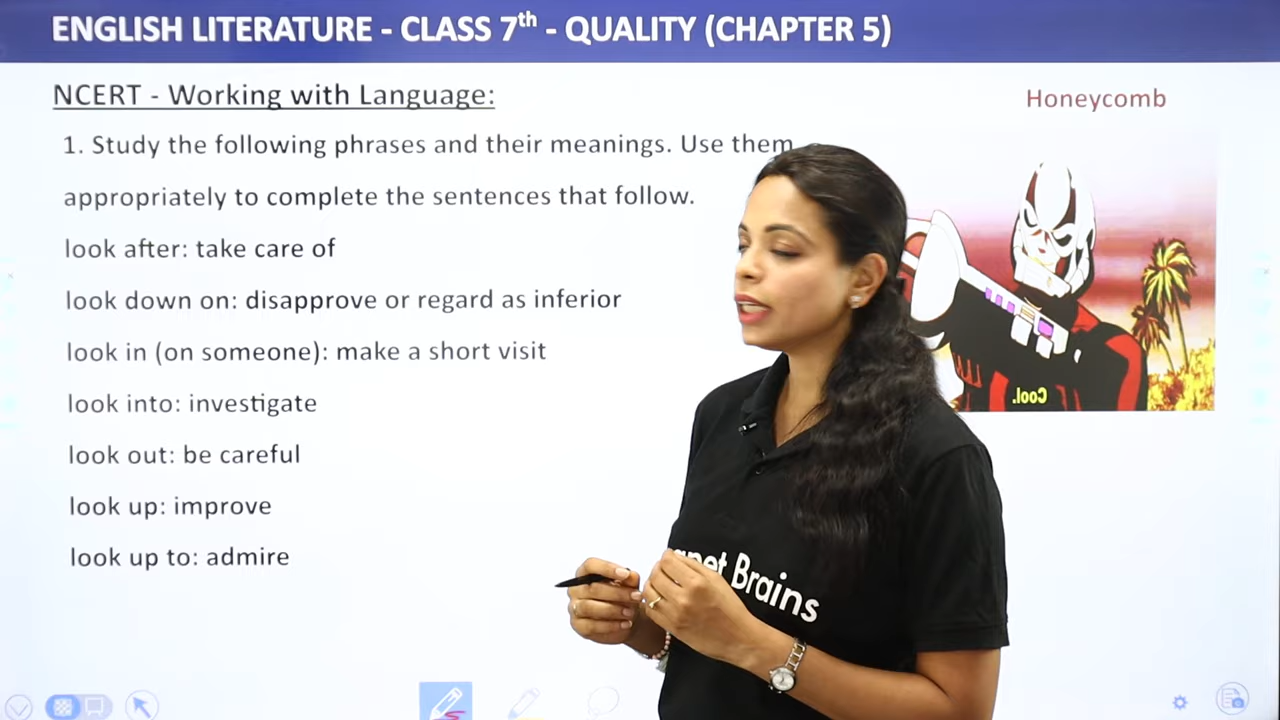 ENGLISH LITERATURE - CLASS 7th - QUALITY (CHAPTER 5)
NCERT - Working with Language:
Honeycomb
1. Study the following phrases and their meanings. Use them
appropriately to complete the sentences that follow.
look after: take care of
look down on: disapprove or regard as inferior
look in (on someone): make a short visit
look into: investigate
look out: be careful
look up: improve
look up to: admire
Cool.
Brains